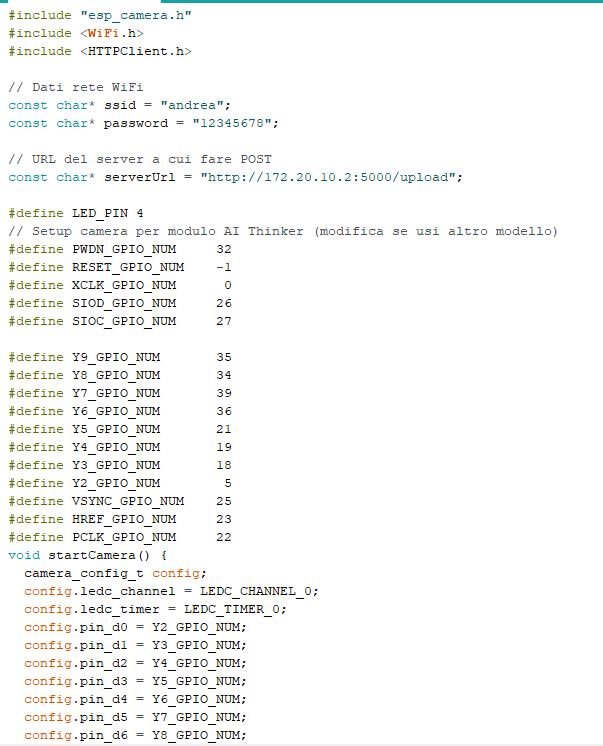 #include "esp_camera.h"
#include <WiFi.h>
#include <HTTPClient.h>
// Dati rete WiFi
const char* ssid = "andrea";
const char* password = "12345678";
// URL del server a cui fare POST
const char* serverUrl = "http://172.20.10.2:5000/upload";
#define LED_PIN 4
// Setup camera per modulo AI Thinker (modifica se usi altro modello)
#define PWDN_GPIO_NUM     32
#define RESET_GPIO_NUM    -1
#define XCLK_GPIO_NUM      0
#define SIOD_GPIO_NUM     26
#define SIOC_GPIO_NUM     27
#define Y9_GPIO_NUM       35
#define Y8_GPIO_NUM       34
#define Y7_GPIO_NUM       39
#define Y6_GPIO_NUM       36
#define Y5_GPIO_NUM       21
#define Y4_GPIO_NUM       19
#define Y3_GPIO_NUM       18
#define Y2_GPIO_NUM        5
#define VSYNC_GPIO_NUM    25
#define HREF_GPIO_NUM     23
#define PCLK_GPIO_NUM     22
void startCamera() {
  camera_config_t config;
  config.ledc_channel = LEDC_CHANNEL_0;
  config.ledc_timer = LEDC_TIMER_0;
  config.pin_d0 = Y2_GPIO_NUM;
  config.pin_d1 = Y3_GPIO_NUM;
  config.pin_d2 = Y4_GPIO_NUM;
  config.pin_d3 = Y5_GPIO_NUM;
  config.pin_d4 = Y6_GPIO_NUM;
  config.pin_d5 = Y7_GPIO_NUM;
  config.pin_d6 = Y8_GPIO_NUM;